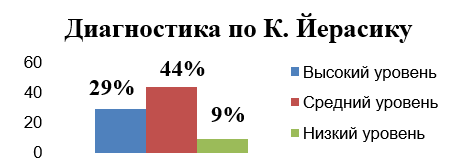 Диагностика по К. Йерасику
60
40
20
0
29%
44%
9%
Высокий уровень
Средний уровень
Низкий уровень